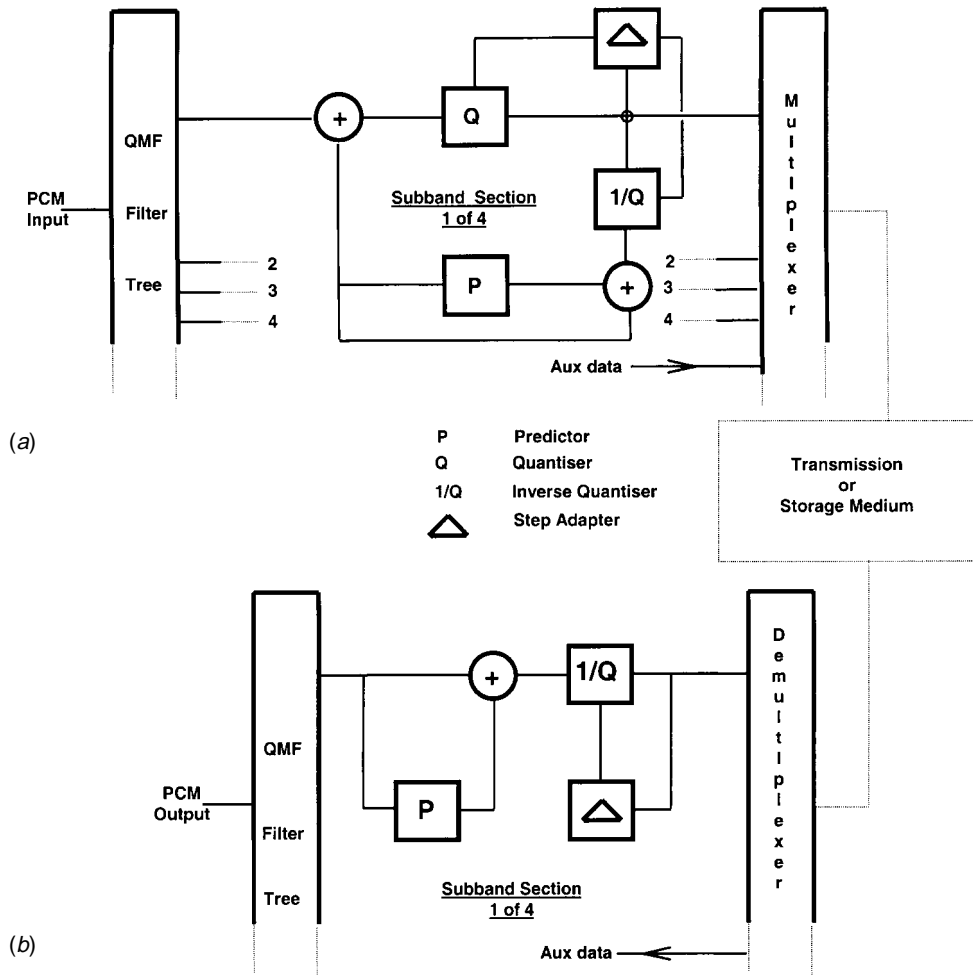 QMF
Filter
Tree
PCM
Input
+
Q
Subband Section
1 of 4
1/Q
P
+
2
3
4
2
3
4
Aux data
Multiplexer
(a)
P Predictor
Q Quantiser
1/Q Inverse Quantiser
Step Adapter
Transmission
or
Storage Medium
QMF
Filter
Tree
PCM
Output
+
1/Q
P
Subband Section
1 of 4
Demultiplexer
Aux data
(b)